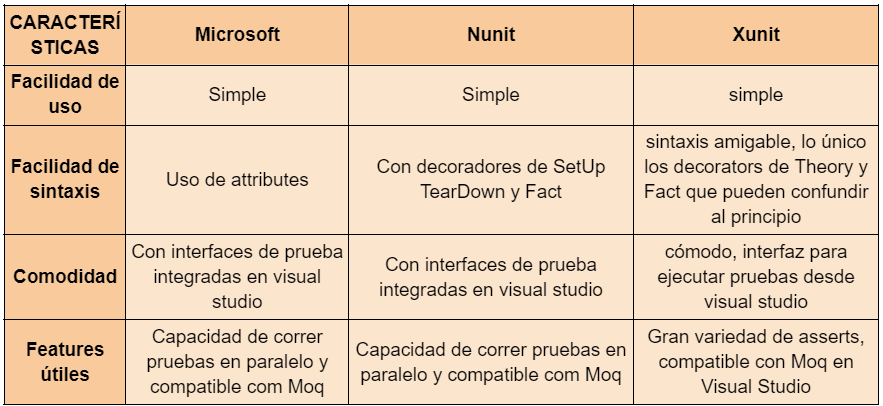 CARACTERÍ
STICAS
Microsoft
Nunit
Xunit
Facilidad de
uso
Simple
Simple
simple
Facilidad de
sintaxis
Uso de attributes
Con decoradores de SetUp
TearDown y Fact
sintaxis amigable, lo único
los decorators de Theory y
Fact que pueden confundir
al principio
Comodidad
Con interfaces de prueba
integradas en visual
studio
Con interfaces de prueba
integradas en visual studio
cómodo, interfaz para
ejecutar pruebas desde
visual studio
Features
útiles
Capacidad de correr
pruebas en paralelo y
compatible com Moq
Capacidad de correr pruebas en
paralelo y compatible com Moq
Gran variedad de asserts,
compatible con Moq en
Visual Studio